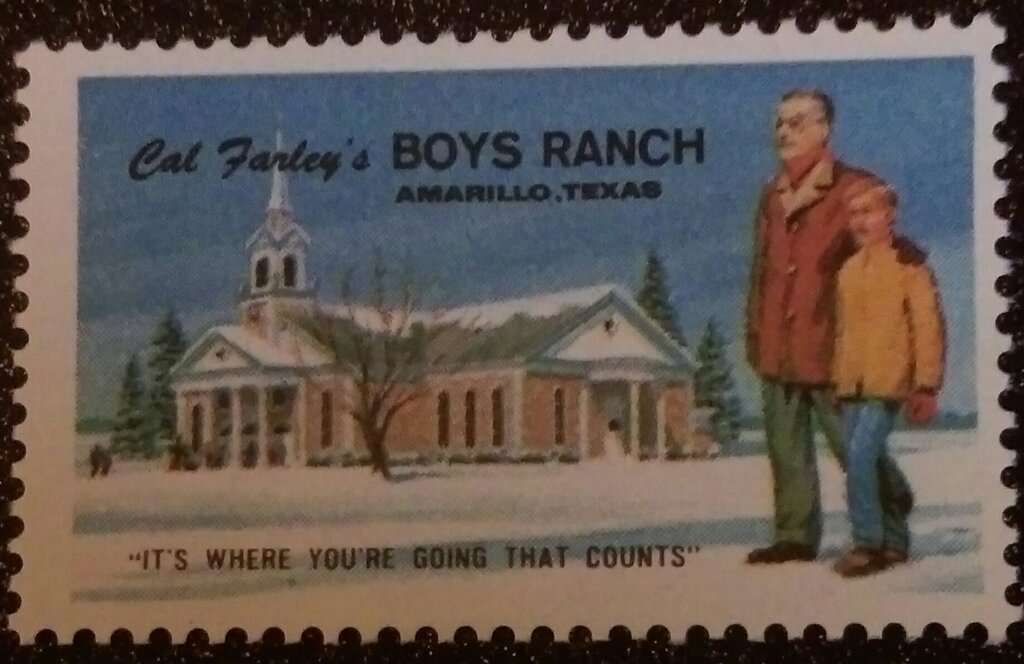 Cal Farley's BOYS RANCH
AMARILLO, TEXAS
"IT'S WHERE YOU'RE GOING THAT COUNTS"